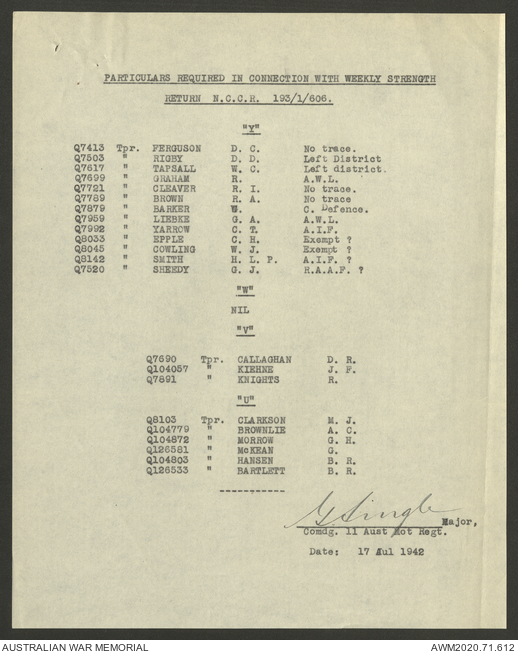 PARTICULARS REQUIRED IN CONNECTION WITH WEEKLY STRENGTH
RETURN N.C.C.R. 193/1/606.
"X"
Q7413 Tpr. FERGUSON D. C. No trace.
Q7503 " RIGBY D. D. Left District
Q7617 " TAPSALL W. C. Left district.
Q7699 " GRAHAM R. A.W.L.
Q7721 " CLEAVER R. I. No trace.
Q7789 " BROWN R. A. No trace
Q7879 " BARKER W. C. Defence.
Q7959 " LIEBKE G. A. A.W.L.
Q7992 " YARROW C. T. A.I.F.
Q8033 " EPPLE C. H. Exempt ?
Q8045 " COWLING W. J. Exempt ?
Q8142 " SMITH H. L. P. A.I.F. ?
Q7520 " SHEEDY G. J. H.A.A.F. ?
"W"
NIL
"V"
Q7690 Tpr. CALLAGHAN D. R.
Q104057 " KIEHNE J. F.
Q7891 " KNIGHTS R.
"U"
Q8103 Tpr. CLARKSON M. J.
Q104779 " BROWNLIE A. C.
Q104872 " MORROW G. H.
Q126581 " McKEAN G.
Q104803 " HANSEN B. R.
Q126533 " BARTLETT B. R.
------------
Major,
Comdg. 11 Aust Mot Regt.
Date: 17 Jul 1942
AUSTRALIAN WAR MEMORIAL AWM2020.71.612